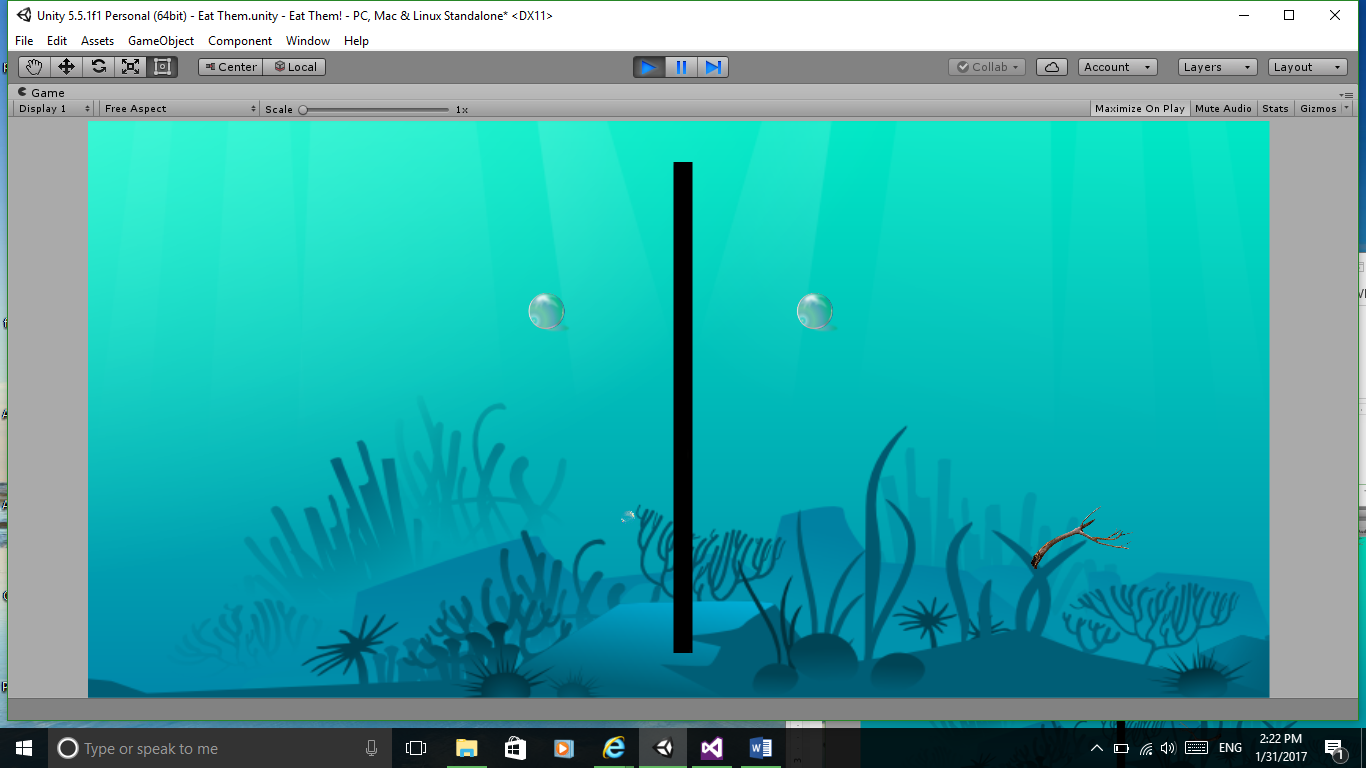 Unity 5.5.1f1 Personal (64bit) - Eat Them.unity - Eat Them! - PC, Mac & Linux Standalone* <DX11>
File Edit Assets GameObject Component Window Help
Center Local Collab Account Layers Layout
Game
Display 1 Free Aspect Scale 1x Maximize On Play Mute Audio Stats Gizmos
Type or speak to me ENG 2:22 PM
1/31/2017 1